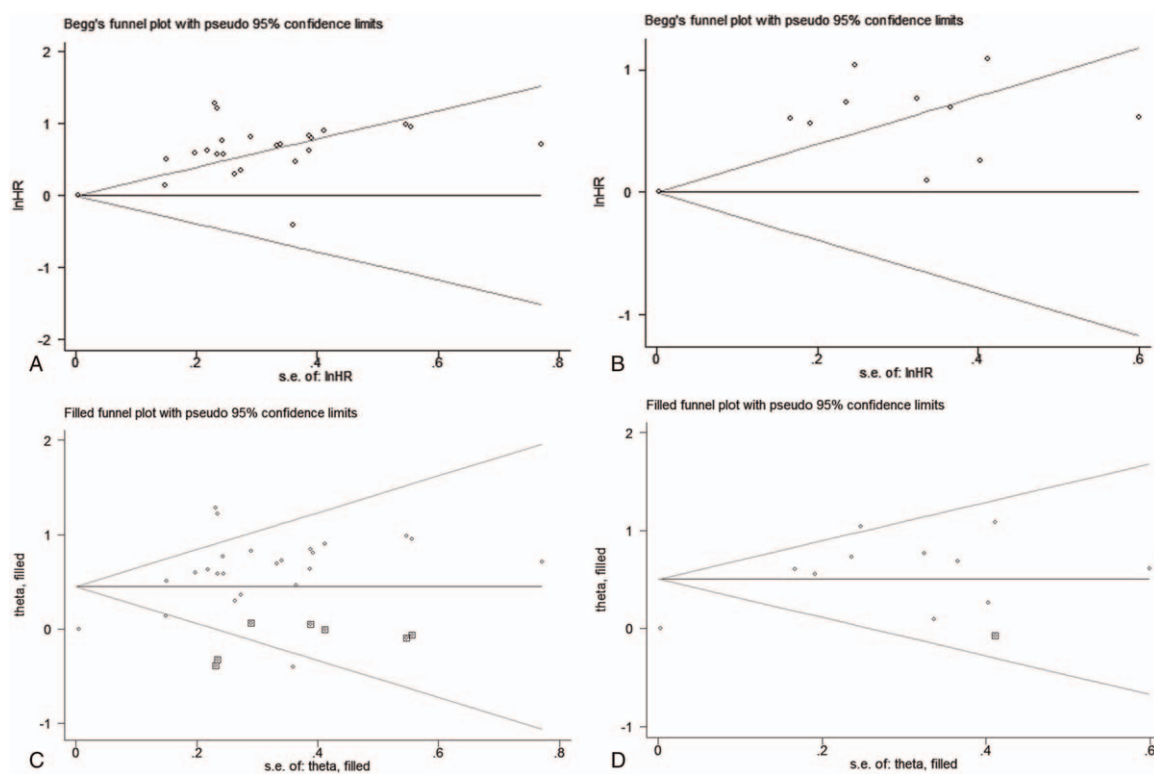 Begg's funnel plot with pseudo 95% confidence limits
2
1
0
-1
-2
lnHR
0 .2 .4 .6 .8
s.e. of: lnHR
A
Begg's funnel plot with pseudo 95% confidence limits
1
0
-1
lnHR
0 .2 .4 .6
s.e. of: lnHR
B
Filled funnel plot with pseudo 95% confidence limits
2
1
0
-1
theta, filled
0 .2 .4 .6 .8
s.e. of: theta, filled
C
Filled funnel plot with pseudo 95% confidence limits
2
1
0
-1
theta, filled
0 .2 .4 .6
s.e. of: theta, filled
D